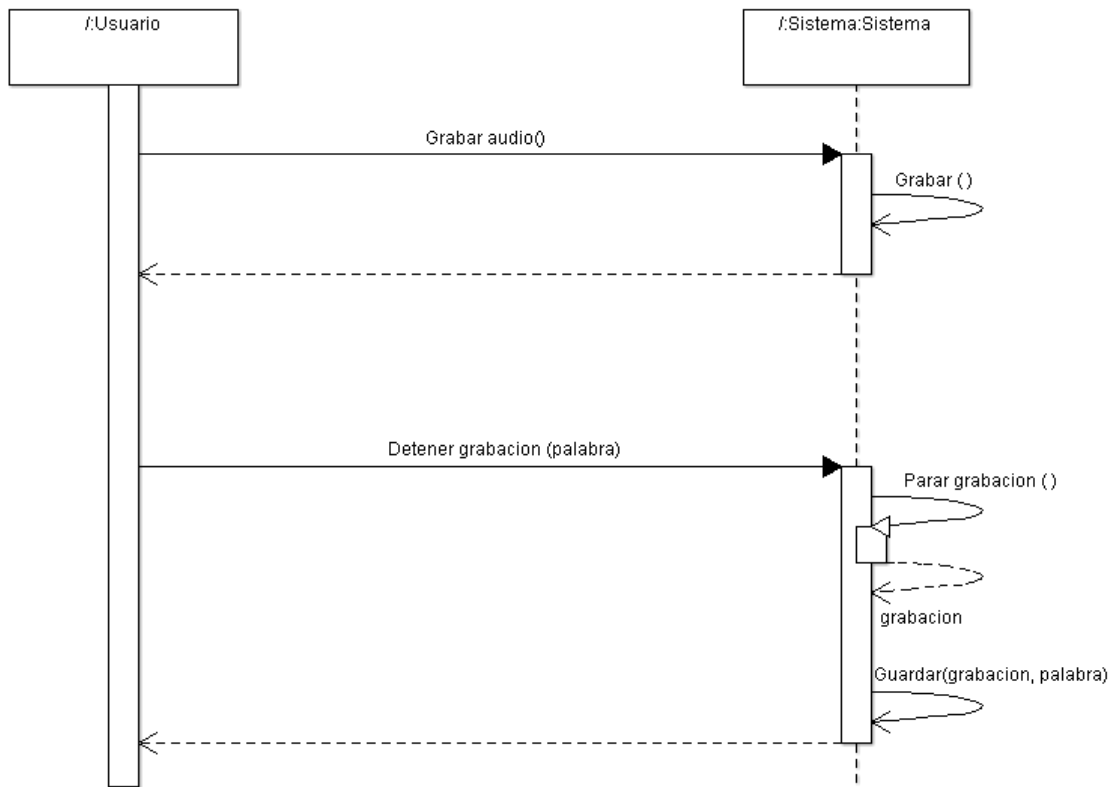 /:Usuario
/:Sistema:Sistema
Grabar audio()
Grabar ( )
Detener grabacion (palabra)
Parar grabacion ( )
grabacion
Guardar(grabacion, palabra)